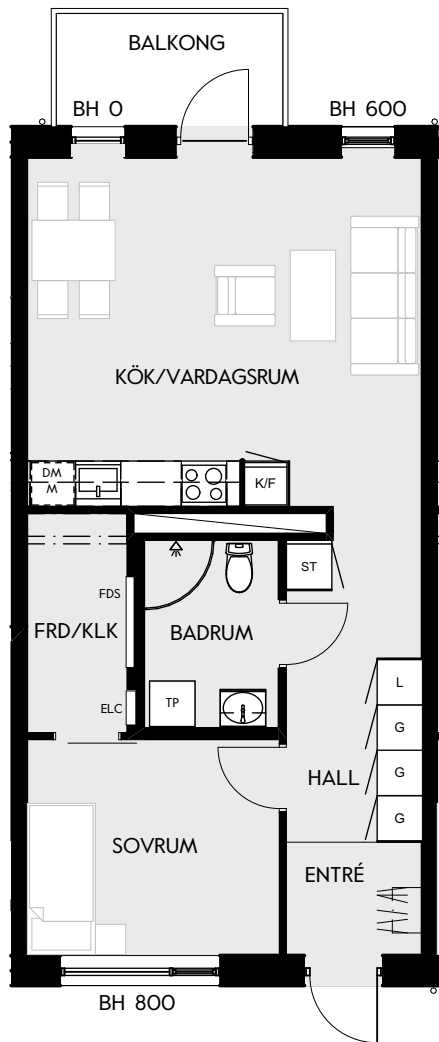 BALKONG
BH 0
BH 600
KÖK/VARDAGSRUM
DM
M
K/F
ST
FDS
FRD/KLK
BADRUM
ELC
TP
L
G
G
G
HALL
SOVRUM
ENTRÉ
BH 800